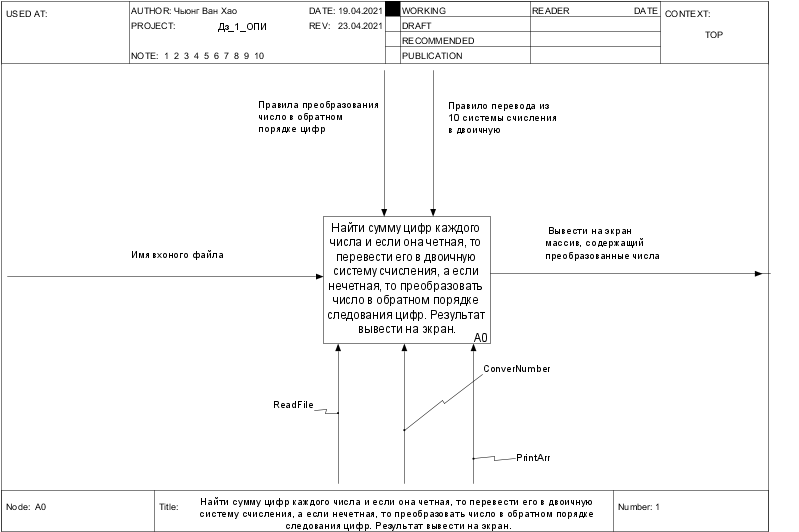 USED AT:
AUTHOR: Чыонг Ван Хао
DATE: 19.04.2021
PROJECT: Дз_1_ОПИ
REV: 23.04.2021
NOTE: 1 2 3 4 5 6 7 8 9 10
WORKING
DRAFT
RECOMMENDED
PUBLICATION
READER
DATE
CONTEXT:
TOP
Правила преобразования
число в обратном
порядке цифр
Правило перевода из
10 системы счисления
в двоичную
Имя вхоного файла
Найти сумму цифр каждого
числа и если она четная, то
перевести его в двоичную
систему счисления, а если
нечетная, то преобразовать
число в обратном порядке
следования цифр. Результат
вывести на экран.
A0
Вывести на экран
массив, содержащий
преобразованные числа
ConverNumber
ReadFile
PrintArr
Node: A0
Title:
Найти сумму цифр каждого числа и если она четная, то перевести его в двоичную
систему счисления, а если нечетная, то преобразовать число в обратном порядке
следования цифр. Результат вывести на экран.
Number: 1